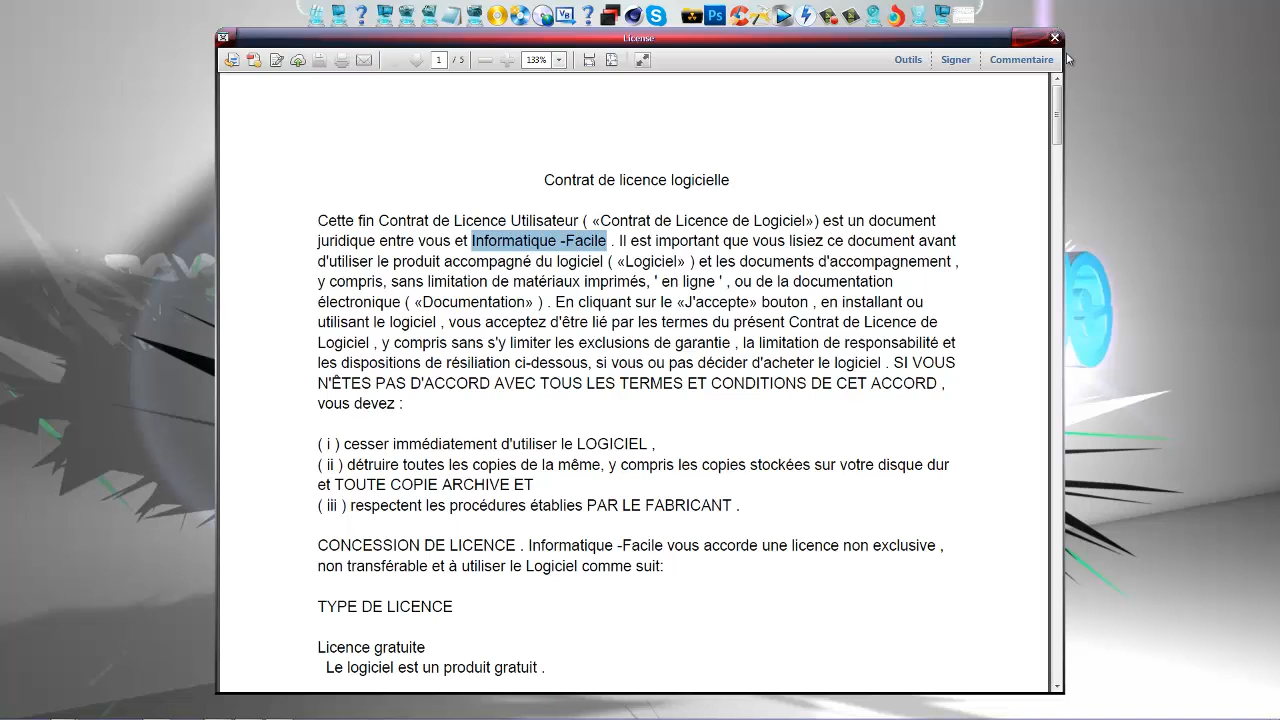 License
1 / 5
133%
Outils
Signer
Commentaire
Contrat de licence logicielle
Cette fin Contrat de Licence Utilisateur ( «Contrat de Licence de Logiciel») est un document
juridique entre vous et Informatique -Facile . Il est important que vous lisiez ce document avant
d'utiliser le produit accompagné du logiciel ( «Logiciel» ) et les documents d'accompagnement ,
y compris, sans limitation de matériaux imprimés, ' en ligne ' , ou de la documentation
électronique ( «Documentation» ) . En cliquant sur le «J'accepte» bouton , en installant ou
utilisant le logiciel , vous acceptez d'être lié par les termes du présent Contrat de Licence de
Logiciel , y compris sans s'y limiter les exclusions de garantie , la limitation de responsabilité et
les dispositions de résiliation ci-dessous, si vous ou pas décider d'acheter le logiciel . SI VOUS
N'ÊTES PAS D'ACCORD AVEC TOUS LES TERMES ET CONDITIONS DE CET ACCORD ,
vous devez :
( i ) cesser immédiatement d'utiliser le LOGICIEL ,
( ii ) détruire toutes les copies de la même, y compris les copies stockées sur votre disque dur
et TOUTE COPIE ARCHIVE ET
( iii ) respectent les procédures établies PAR LE FABRICANT .
CONCESSION DE LICENCE . Informatique -Facile vous accorde une licence non exclusive ,
non transférable et à utiliser le Logiciel comme suit:
TYPE DE LICENCE
Licence gratuite
Le logiciel est un produit gratuit .